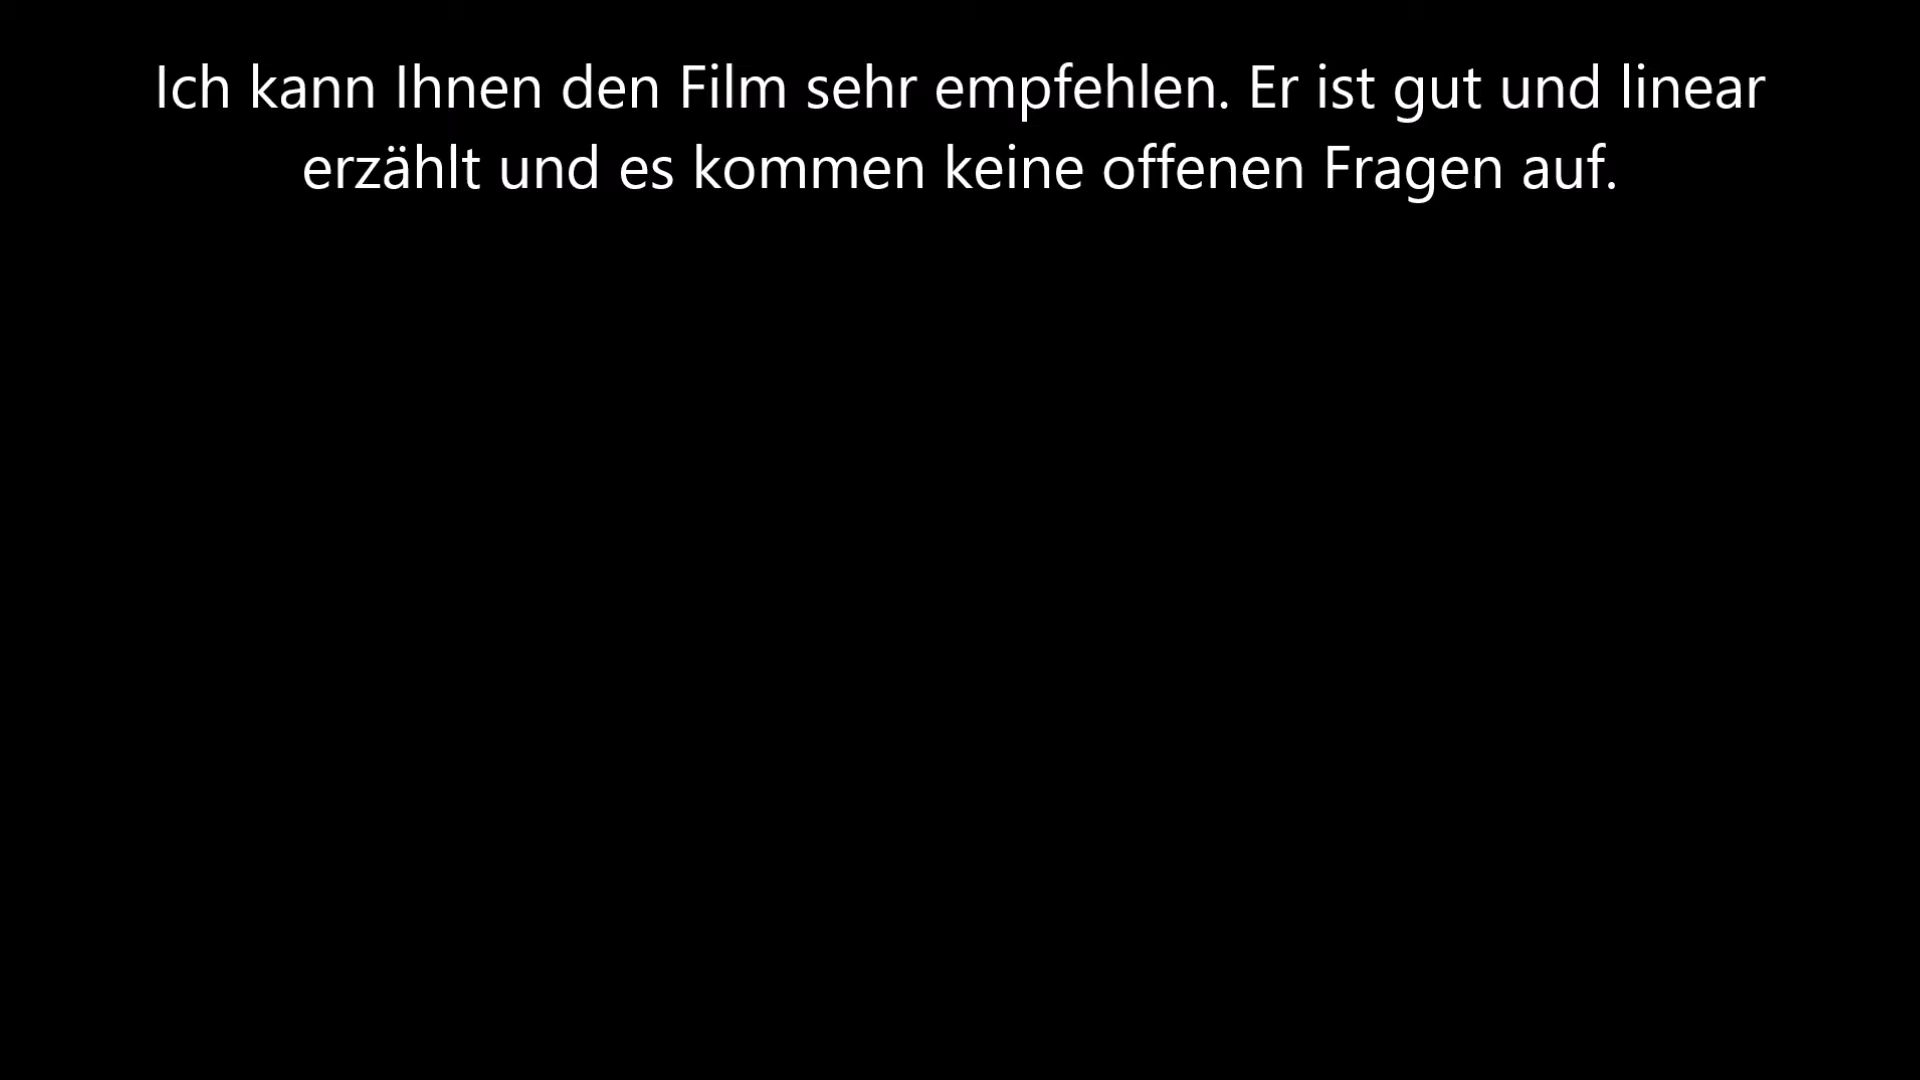 Ich kann Ihnen den Film sehr empfehlen. Er ist gut und linear
erzählt und es kommen keine offenen Fragen auf.